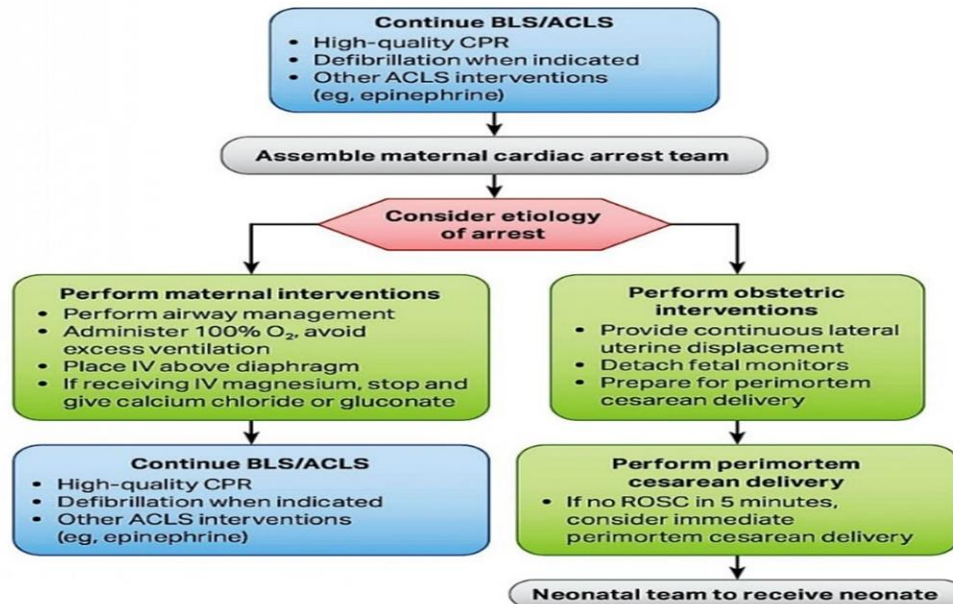 Continue BLS/ACLS
• High-quality CPR
• Defibrillation when indicated
• Other ACLS interventions
(eg, epinephrine)
Assemble maternal cardiac arrest team
Consider etiology
of arrest
Perform maternal interventions
• Perform airway management
• Administer 100% O₂, avoid
excess ventilation
• Place IV above diaphragm
• If receiving IV magnesium, stop and
give calcium chloride or gluconate
Continue BLS/ACLS
• High-quality CPR
• Defibrillation when indicated
• Other ACLS interventions
(eg, epinephrine)
Perform obstetric
interventions
• Provide continuous lateral
uterine displacement
• Detach fetal monitors
• Prepare for perimortem
cesarean delivery
Perform perimortem
cesarean delivery
• If no ROSC in 5 minutes,
consider immediate
perimortem cesarean delivery
Neonatal team to receive neonate